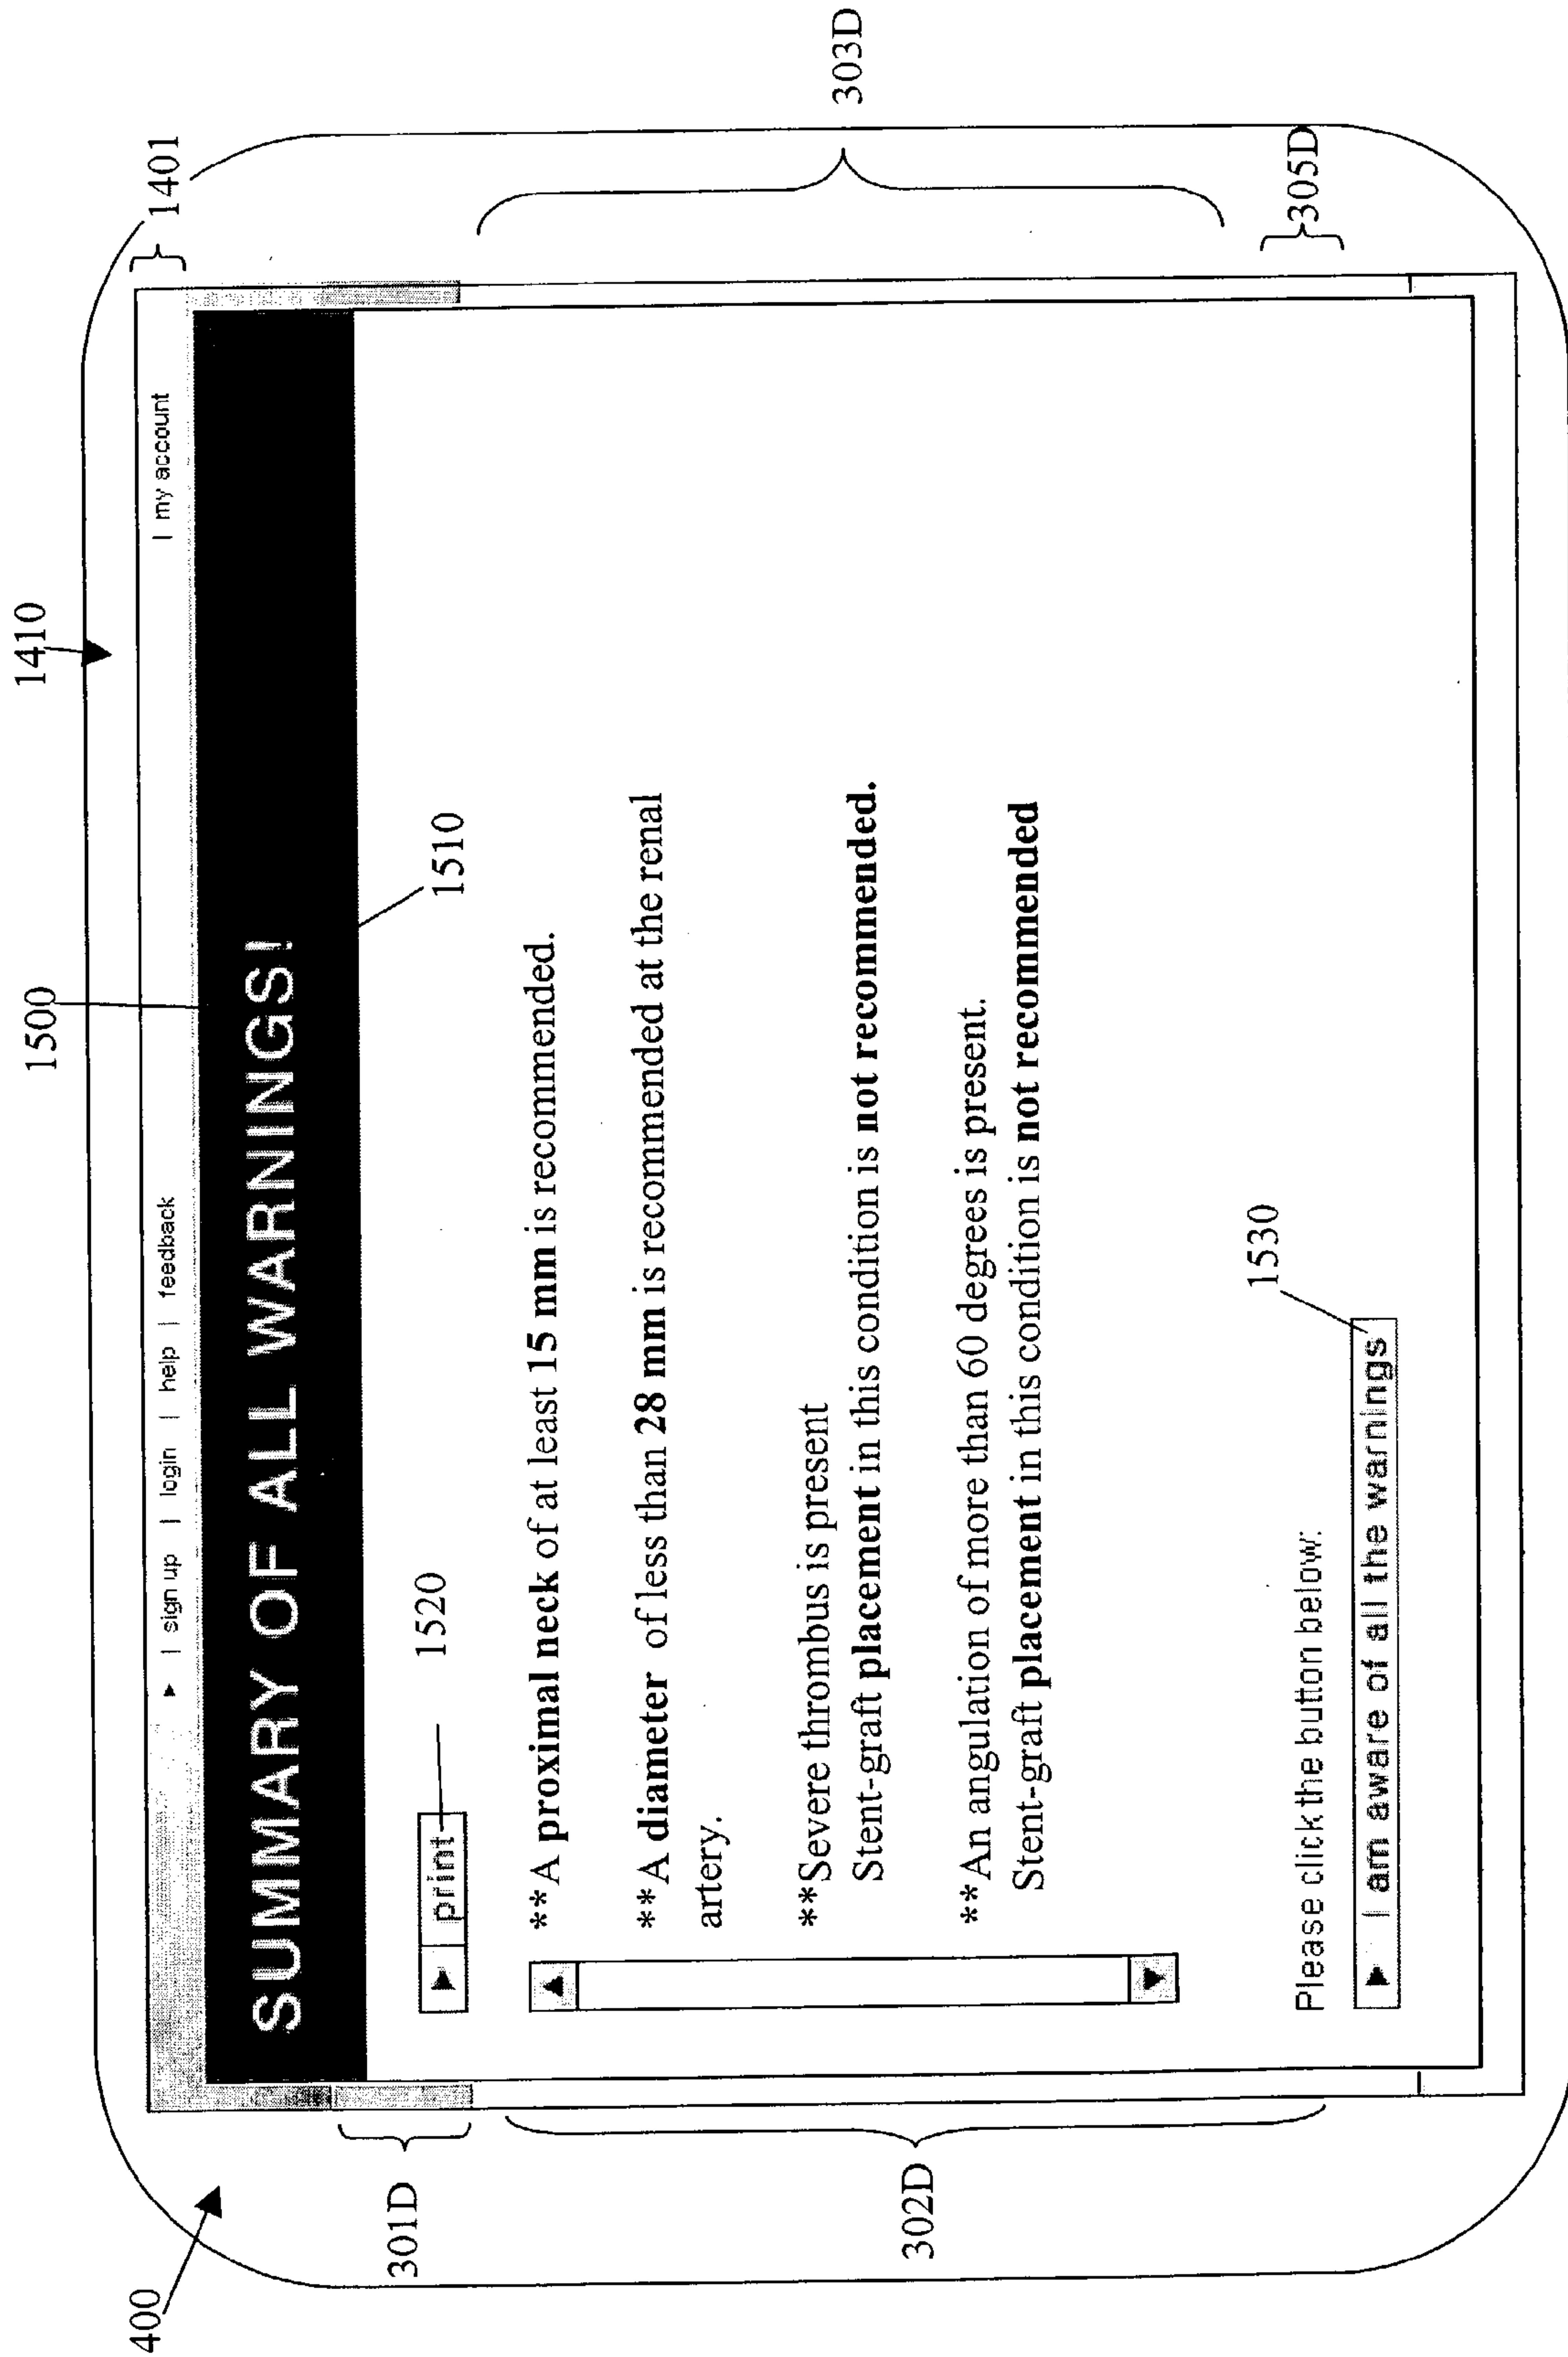 1410
1500
1401
▶ | sign up | login | help | feedback | my account
SUMMARY OF ALL WARNINGS!
400
301D
▶ print
1520
1510
**A proximal neck of at least 15 mm is recommended.
**A diameter of less than 28 mm is recommended at the renal
artery.
302D
303D
**Severe thrombus is present
Stent-graft placement in this condition is not recommended.
**An angulation of more than 60 degrees is present.
Stent-graft placement in this condition is not recommended
Please click the button below:
305D
1530
▶ I am aware of all the warnings